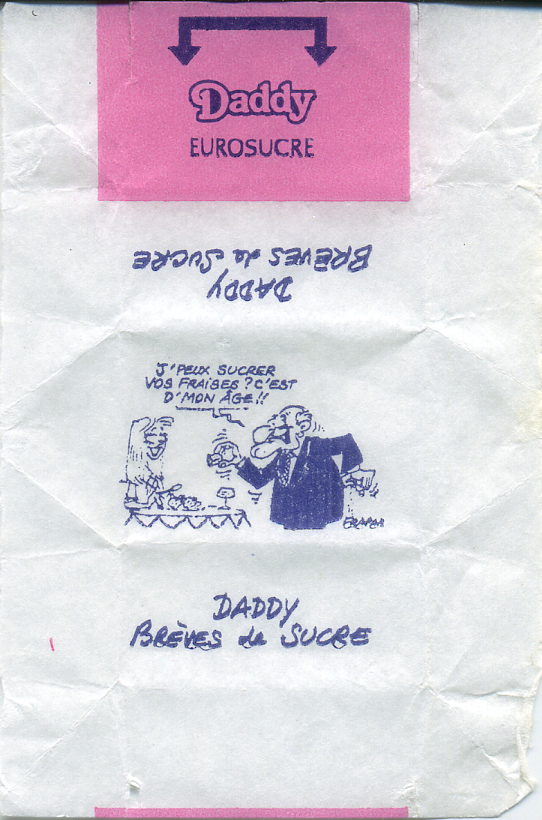 Daddy
EUROSUCRE
DADDY
BRÈVES de SUCRE
J'PEUX SUCRER
VOS FRAISES ? C'EST
D'MON ÂGE !!
DADDY
BRÈVES de SUCRE